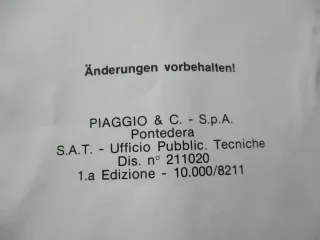 Änderungen vorbehalten!
PIAGGIO & C. - S.p.A.
Pontedera
S.A.T. - Ufficio Pubblic. Tecniche
Dis. n° 211020
1.a Edizione - 10.000/8211